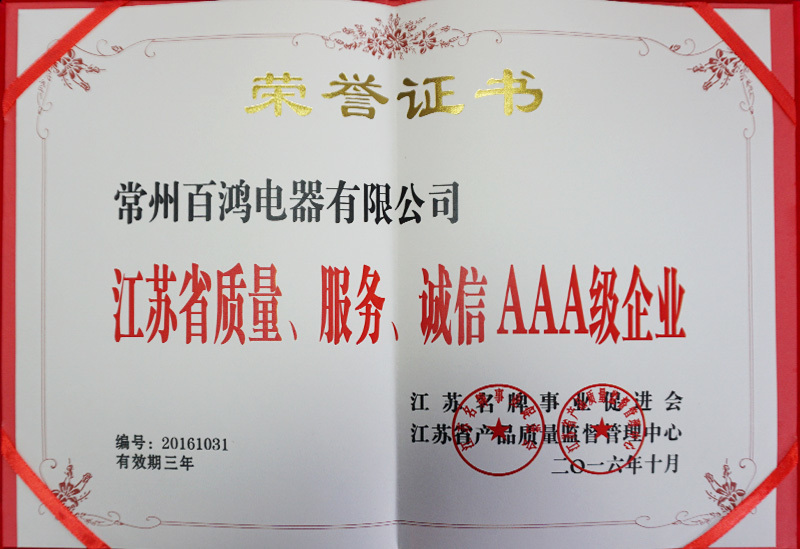 荣誉证书
常州百鸿电器有限公司
江苏省质量、服务、诚信AAA级企业
江苏名牌事业促进会
江苏省产品质量监督管理中心
二〇一六年十月
编号：20161031
有效期三年